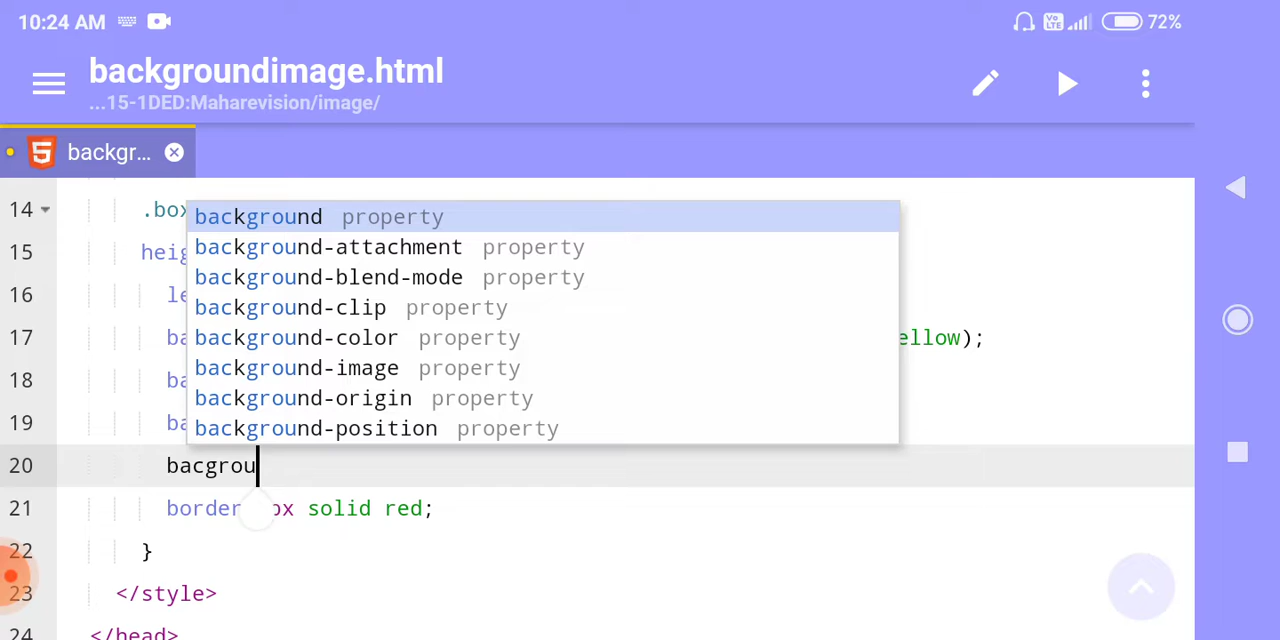 10:24 AM
Vo LTE
72%
backgroundimage.html
...15-1DED:Maharevision/image/
backgr...
14 .box
background property
background-attachment property
background-blend-mode property
background-clip property
background-color property
background-image property
background-origin property
background-position property
15 heig
16 le
17 ba ellow);
18 ba
19 ba
20 bacgrou
21 border ox solid red;
22 }
23 </style>
24 </head>